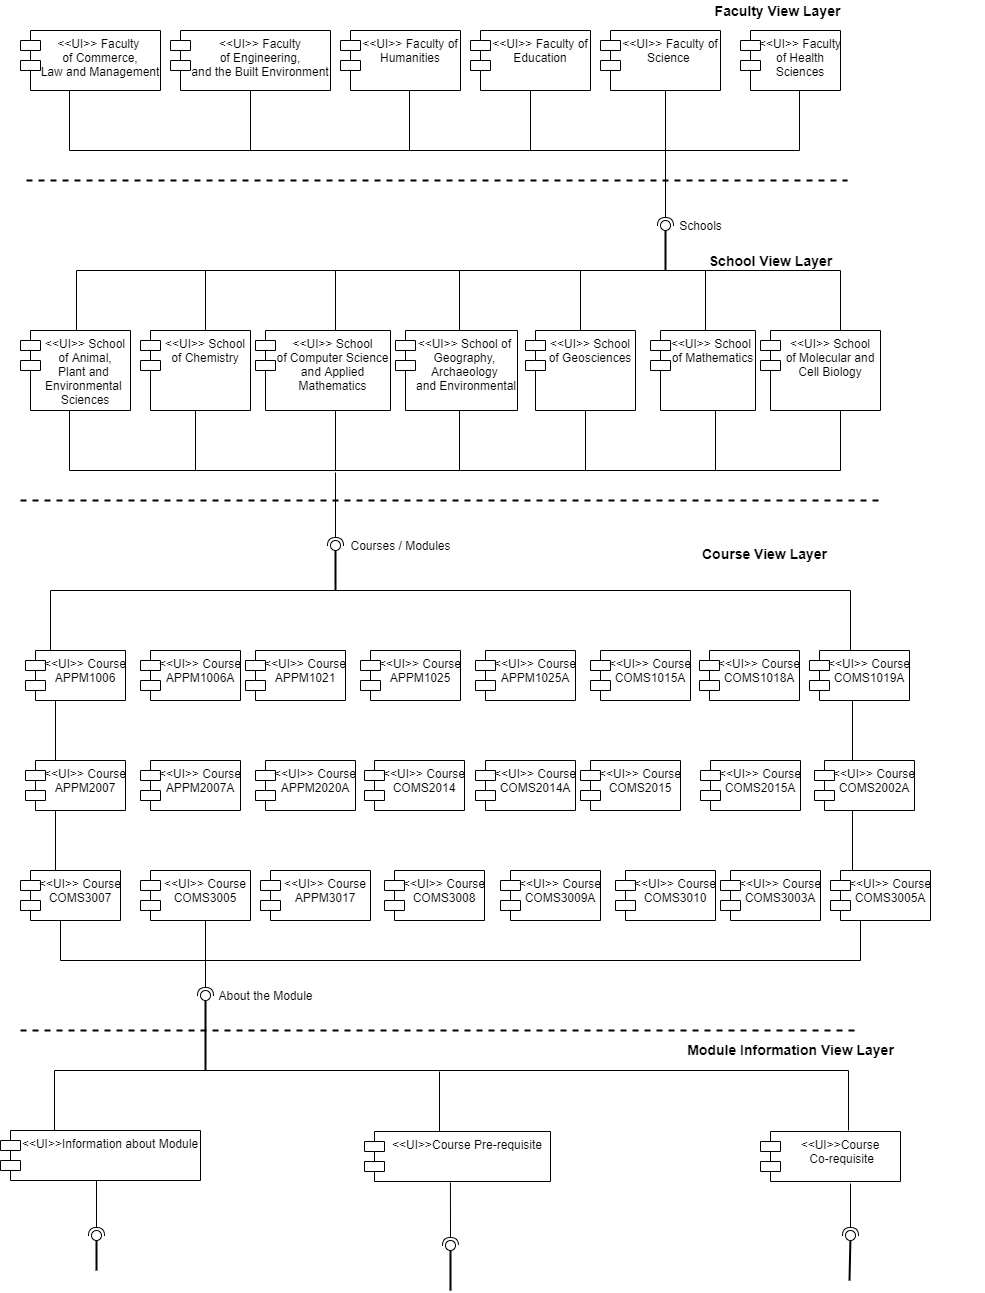 Faculty View Layer
<<UI>> Faculty
of Commerce,
Law and Management
<<UI>> Faculty
of Engineering,
and the Built Environment
<<UI>> Faculty of
Humanities
<<UI>> Faculty of
Education
<<UI>> Faculty of
Science
<<UI>> Faculty
of Health
Sciences
Schools
School View Layer
<<UI>> School
of Animal,
Plant and
Environmental
Sciences
<<UI>> School
of Chemistry
<<UI>> School
of Computer Science
and Applied
Mathematics
<<UI>> School of
Geography,
Archaeology
and Environmental
<<UI>> School
of Geosciences
<<UI>> School
of Mathematics
<<UI>> School
of Molecular and
Cell Biology
Courses / Modules
Course View Layer
<<UI>> Course
APPM1006
<<UI>> Course
APPM1006A
<<UI>> Course
APPM1021
<<UI>> Course
APPM1025
<<UI>> Course
APPM1025A
<<UI>> Course
COMS1015A
<<UI>> Course
COMS1018A
<<UI>> Course
COMS1019A
<<UI>> Course
APPM2007
<<UI>> Course
APPM2007A
<<UI>> Course
APPM2020A
<<UI>> Course
COMS2014
<<UI>> Course
COMS2014A
<<UI>> Course
COMS2015
<<UI>> Course
COMS2015A
<<UI>> Course
COMS2002A
<<UI>> Course
COMS3007
<<UI>> Course
COMS3005
<<UI>> Course
APPM3017
<<UI>> Course
COMS3008
<<UI>> Course
COMS3009A
<<UI>> Course
COMS3010
<<UI>> Course
COMS3003A
<<UI>> Course
COMS3005A
About the Module
Module Information View Layer
<<UI>>Information about Module
<<UI>>Course Pre-requisite
<<UI>>Course
Co-requisite